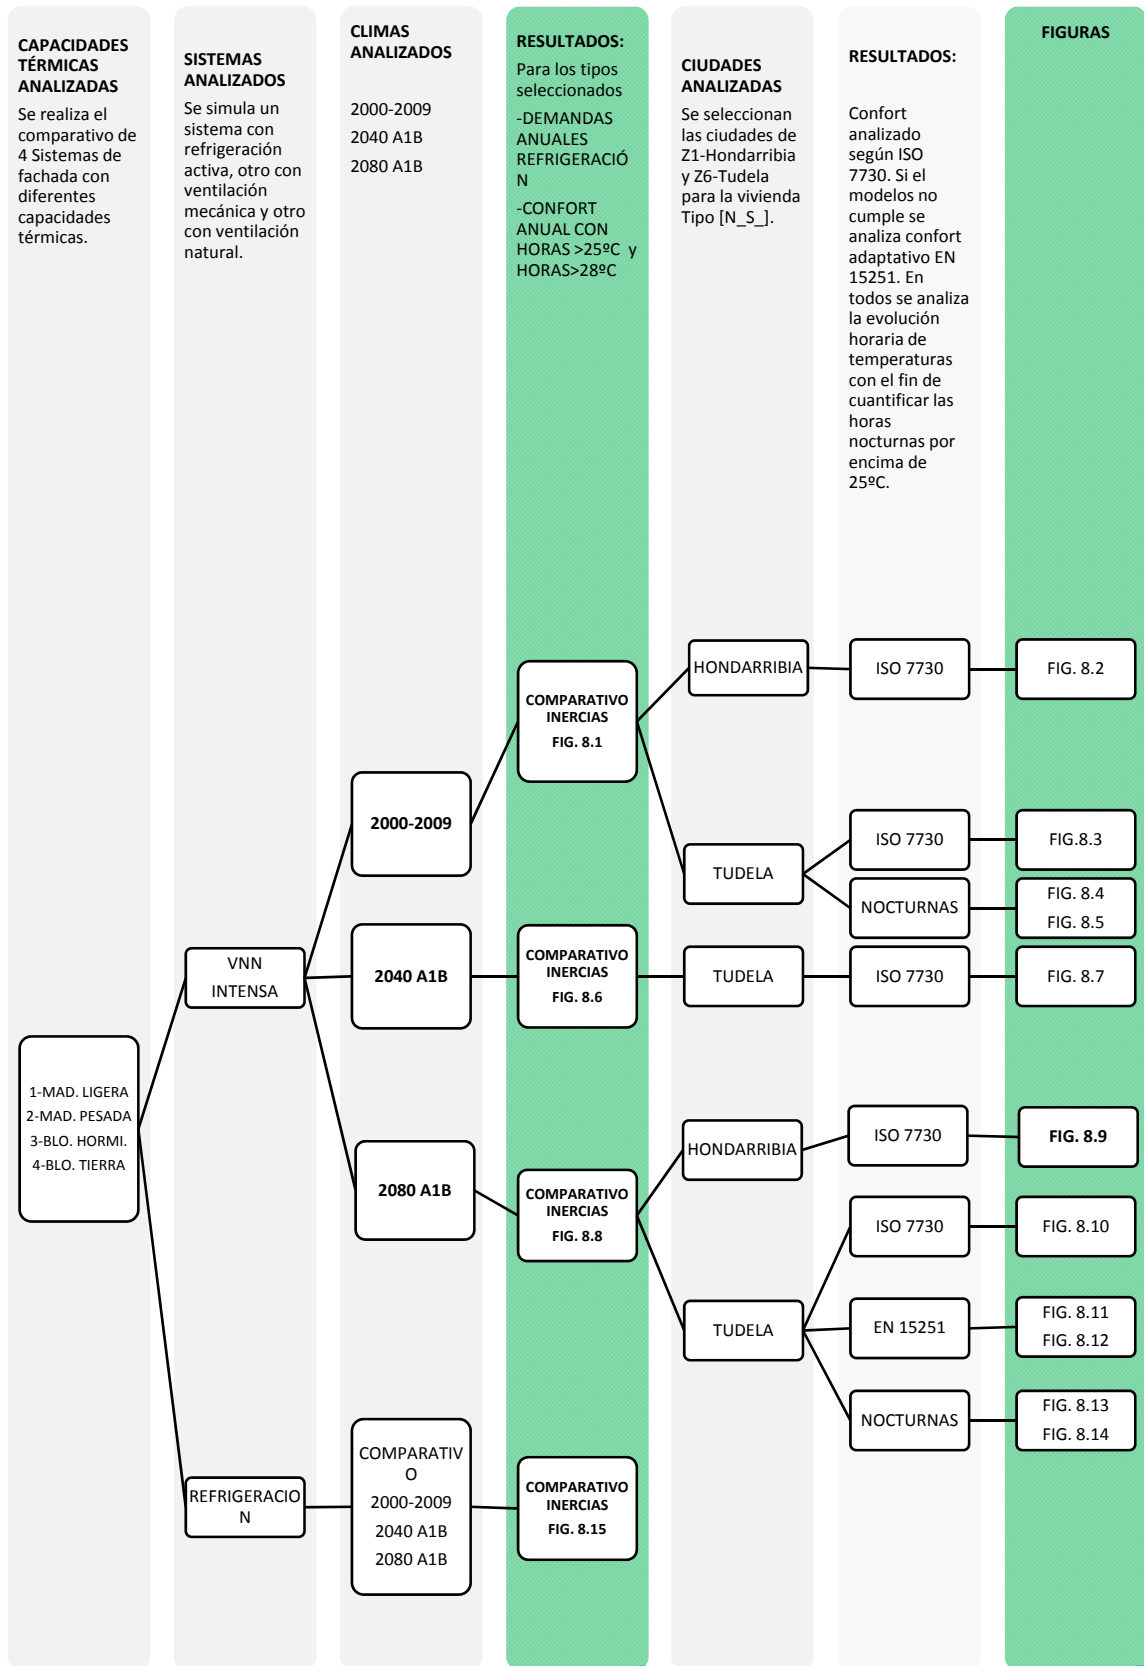 CAPACIDADES
TÉRMICAS
ANALIZADAS
Se realiza el
comparativo de
4 Sistemas de
fachada con
diferentes
capacidades
térmicas.
SISTEMAS
ANALIZADOS
Se simula un
sistema con
refrigeración
activa, otro con
ventilación
mecánica y otro
con ventilación
natural.
CLIMAS
ANALIZADOS
2000-2009
2040 A1B
2080 A1B
RESULTADOS:
Para los tipos
seleccionados
-DEMANDAS
ANUALES
REFRIGERACIÓ
N
-CONFORT
ANUAL CON
HORAS >25ºC y
HORAS>28ºC
CIUDADES
ANALIZADAS
Se seleccionan
las ciudades de
Z1-Hondarribia
y Z6-Tudela
para la vivienda
Tipo [N_S_].
RESULTADOS:
Confort
analizado
según ISO
7730. Si el
modelos no
cumple se
analiza confort
adaptativo EN
15251. En
todos se analiza
la evolución
horaria de
temperaturas
con el fin de
cuantificar las
horas
nocturnas por
encima de
25ºC.
FIGURAS
1-MAD. LIGERA
2-MAD. PESADA
3-BLO. HORMI.
4-BLO. TIERRA
VNN
INTENSA
2000-2009
COMPARATIVO
INERCIAS
FIG. 8.1
HONDARRIBIA
ISO 7730
FIG. 8.2
TUDELA
ISO 7730
FIG.8.3
NOCTURNAS
FIG. 8.4
FIG. 8.5
2040 A1B
COMPARATIVO
INERCIAS
FIG. 8.6
TUDELA
ISO 7730
FIG. 8.7
2080 A1B
COMPARATIVO
INERCIAS
FIG. 8.8
HONDARRIBIA
ISO 7730
FIG. 8.9
TUDELA
ISO 7730
FIG. 8.10
EN 15251
FIG. 8.11
FIG. 8.12
NOCTURNAS
FIG. 8.13
FIG. 8.14
REFRIGERACIO
N
COMPARATIV
O
2000-2009
2040 A1B
2080 A1B
COMPARATIVO
INERCIAS
FIG. 8.15